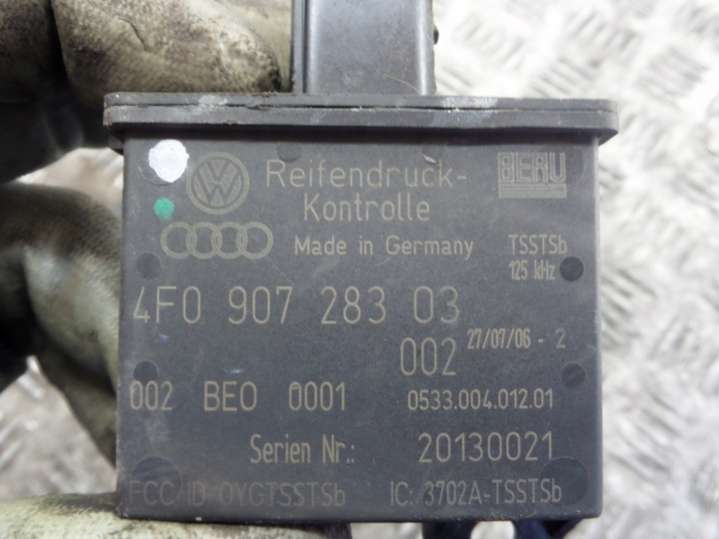 Reifendruck-
Kontrolle
BERU
Made in Germany
TSSTSb
125 kHz
4F0 907 283 03
002
27/07/06 - 2
002 BE0 0001
0533.004.012.01
Serien Nr.: 20130021
FCC/ID OYGTSSTSb
IC: 3702A-TSSTSb